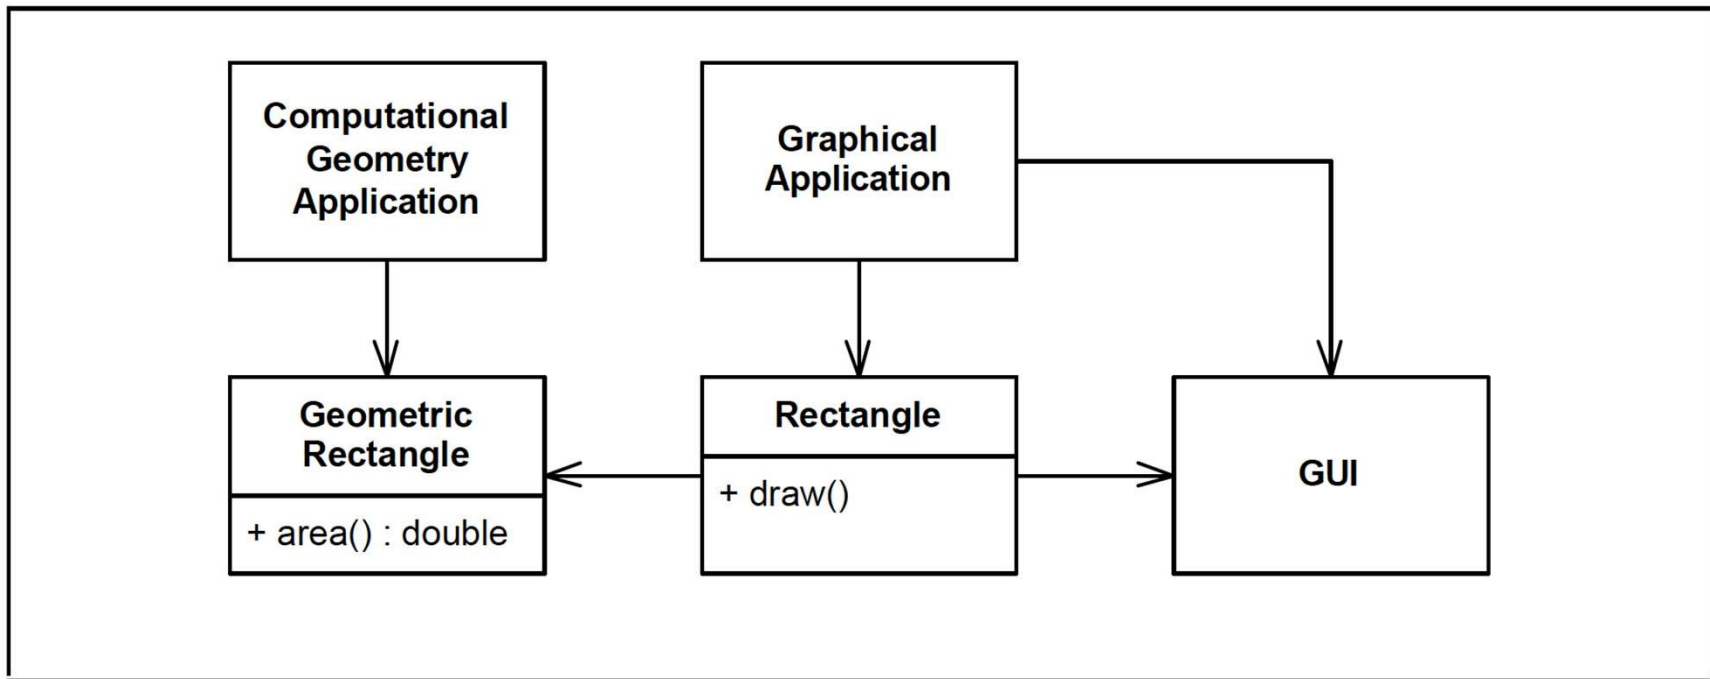 Computational
Geometry
Application
Graphical
Application
Geometric
Rectangle
+ area() : double
Rectangle
+ draw()
GUI